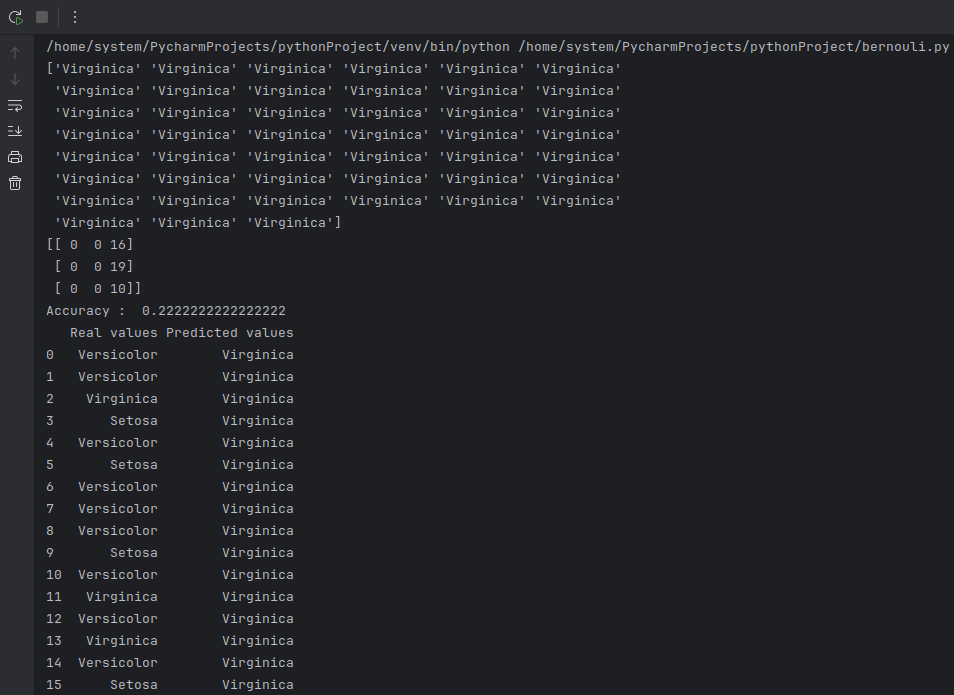 /home/system/PycharmProjects/pythonProject/venv/bin/python /home/system/PycharmProjects/pythonProject/bernouli.py
['Virginica' 'Virginica' 'Virginica' 'Virginica' 'Virginica' 'Virginica'
 'Virginica' 'Virginica' 'Virginica' 'Virginica' 'Virginica' 'Virginica'
 'Virginica' 'Virginica' 'Virginica' 'Virginica' 'Virginica' 'Virginica'
 'Virginica' 'Virginica' 'Virginica' 'Virginica' 'Virginica' 'Virginica'
 'Virginica' 'Virginica' 'Virginica' 'Virginica' 'Virginica' 'Virginica'
 'Virginica' 'Virginica' 'Virginica' 'Virginica' 'Virginica' 'Virginica'
 'Virginica' 'Virginica' 'Virginica' 'Virginica' 'Virginica' 'Virginica'
 'Virginica' 'Virginica' 'Virginica']
[[ 0  0 16]
 [ 0  0 19]
 [ 0  0 10]]
Accuracy :  0.2222222222222222
   Real values Predicted values
0   Versicolor        Virginica
1   Versicolor        Virginica
2    Virginica        Virginica
3       Setosa        Virginica
4   Versicolor        Virginica
5       Setosa        Virginica
6   Versicolor        Virginica
7   Versicolor        Virginica
8   Versicolor        Virginica
9       Setosa        Virginica
10  Versicolor        Virginica
11   Virginica        Virginica
12  Versicolor        Virginica
13   Virginica        Virginica
14  Versicolor        Virginica
15      Setosa        Virginica